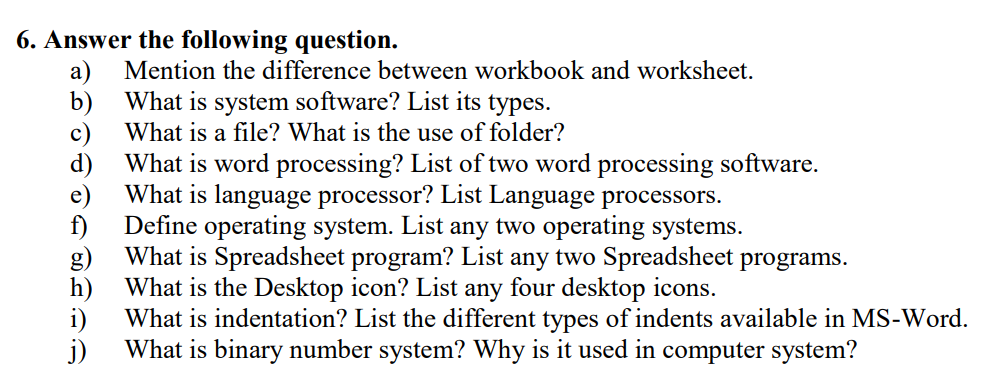 6. Answer the following question.
a) Mention the difference between workbook and worksheet.
b) What is system software? List its types.
c) What is a file? What is the use of folder?
d) What is word processing? List of two word processing software.
e) What is language processor? List Language processors.
f) Define operating system. List any two operating systems.
g) What is Spreadsheet program? List any two Spreadsheet programs.
h) What is the Desktop icon? List any four desktop icons.
i) What is indentation? List the different types of indents available in MS-Word.
j) What is binary number system? Why is it used in computer system?